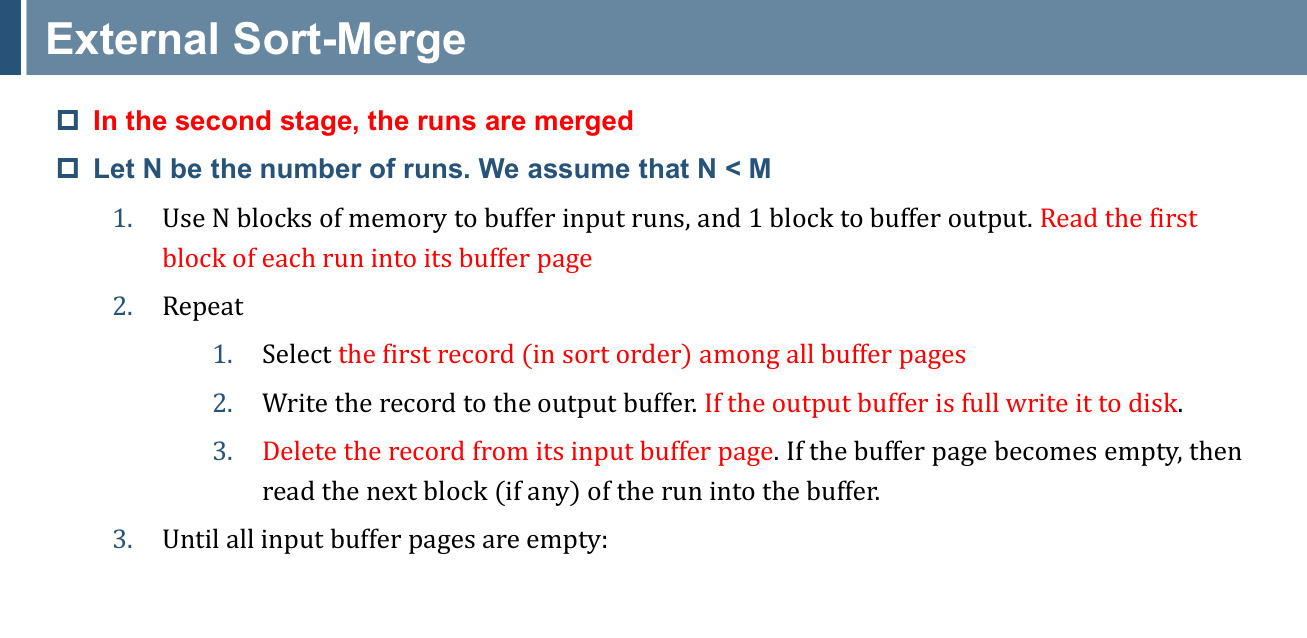 External Sort-Merge
In the second stage, the runs are merged
Let N be the number of runs. We assume that N < M
1. Use N blocks of memory to buffer input runs, and 1 block to buffer output. Read the first
block of each run into its buffer page
2. Repeat
1. Select the first record (in sort order) among all buffer pages
2. Write the record to the output buffer. If the output buffer is full write it to disk.
3. Delete the record from its input buffer page. If the buffer page becomes empty, then
read the next block (if any) of the run into the buffer.
3. Until all input buffer pages are empty: